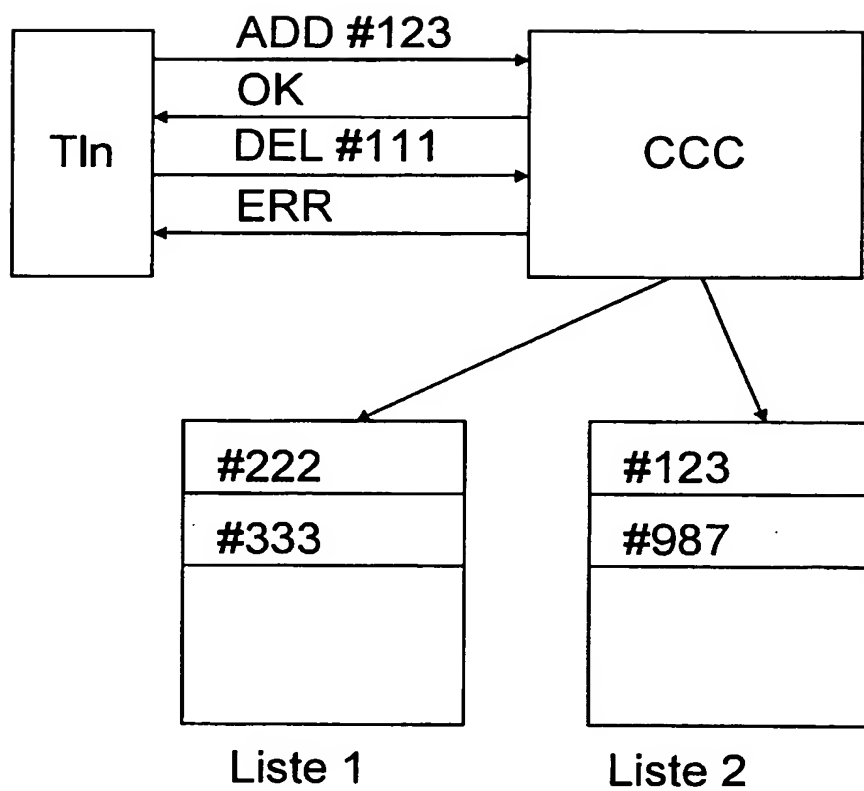 ADD #123
OK
Tln
CCC
DEL #111
ERR
#222
#123
#333
#987
Liste 1
Liste 2